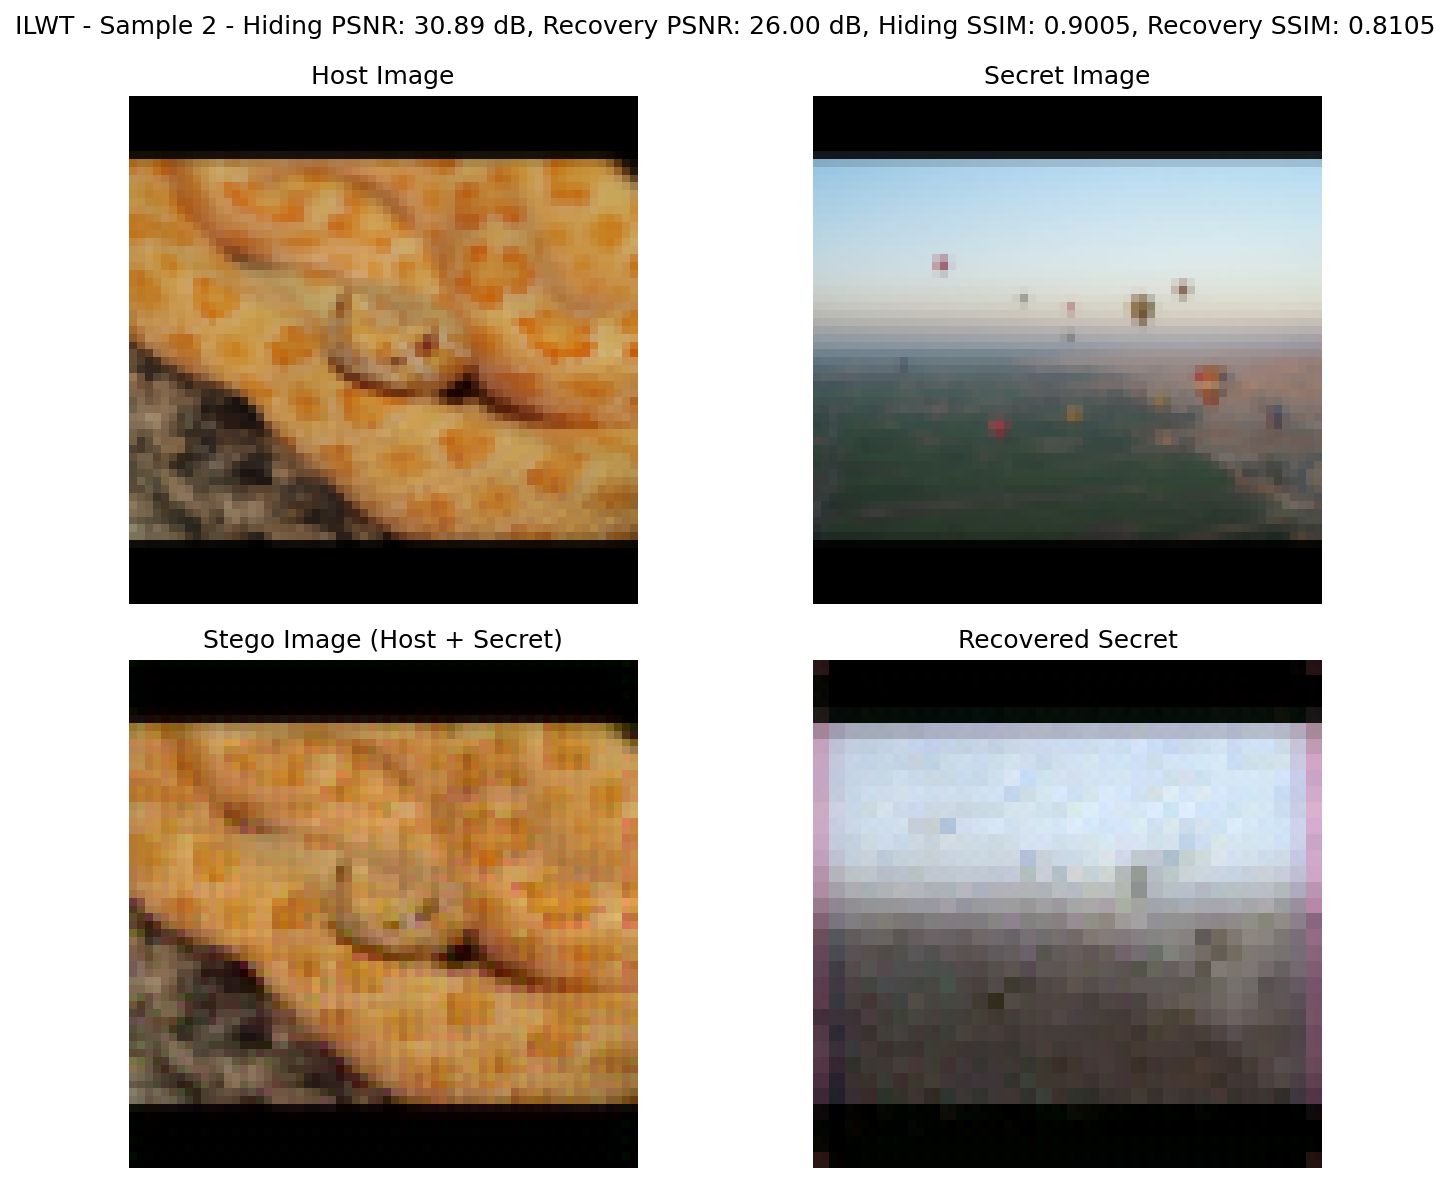 ILWT - Sample 2 - Hiding PSNR: 30.89 dB, Recovery PSNR: 26.00 dB, Hiding SSIM: 0.9005, Recovery SSIM: 0.8105
Host Image
Secret Image
Stego Image (Host + Secret)
Recovered Secret